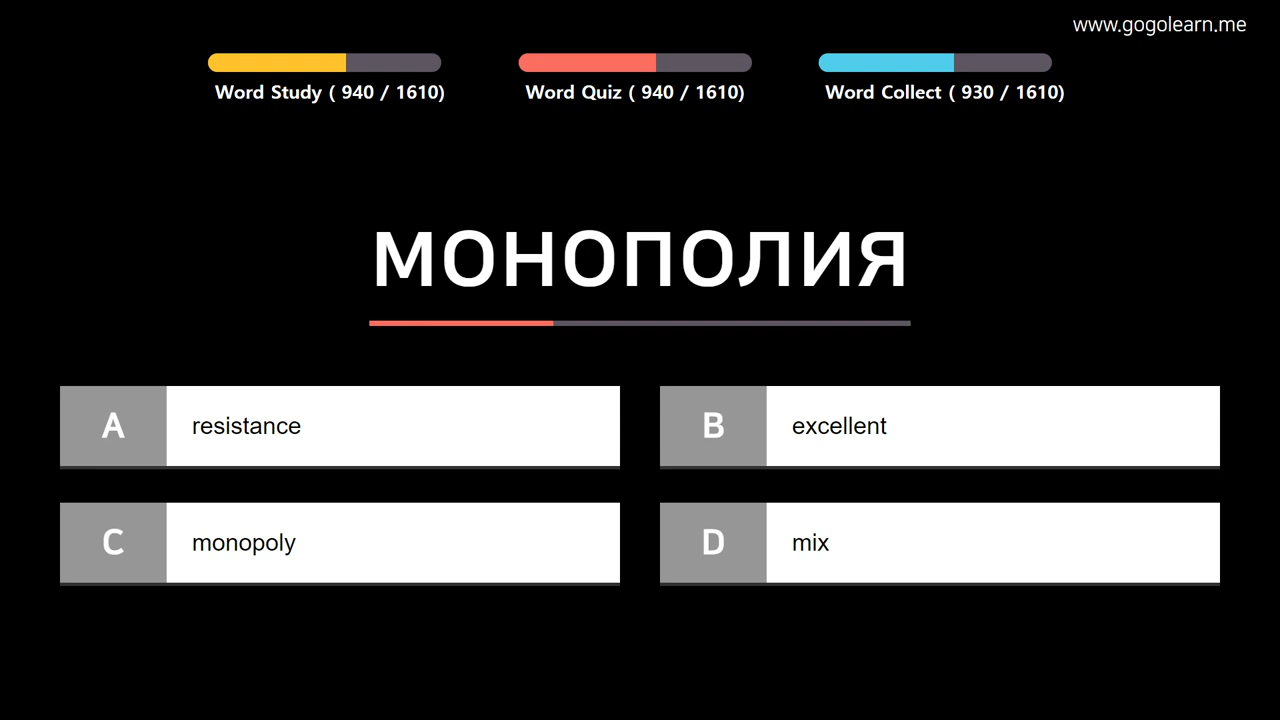 www.gogolearn.me
Word Study ( 940 / 1610)
Word Quiz ( 940 / 1610)
Word Collect ( 930 / 1610)
МОНОПОЛИЯ
A resistance
B excellent
C monopoly
D mix